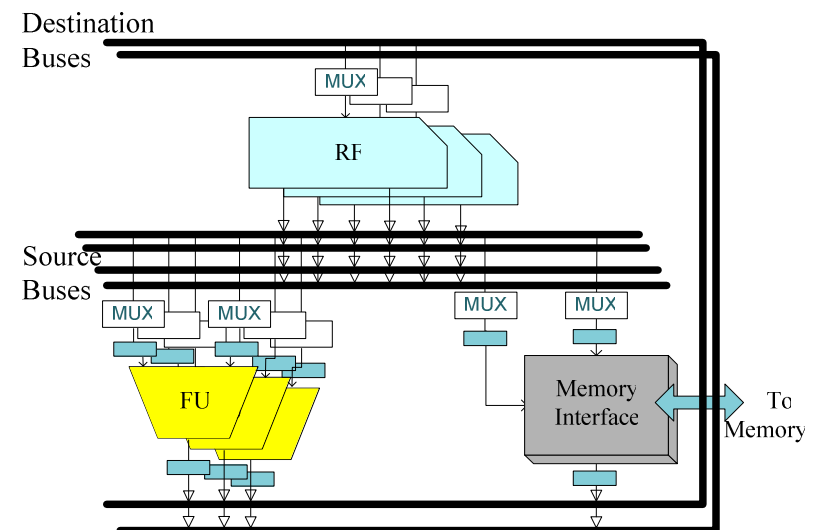 Destination
Buses
MUX
RF
Source
Buses
MUX
MUX
MUX
MUX
FU
Memory
Interface
To
Memory